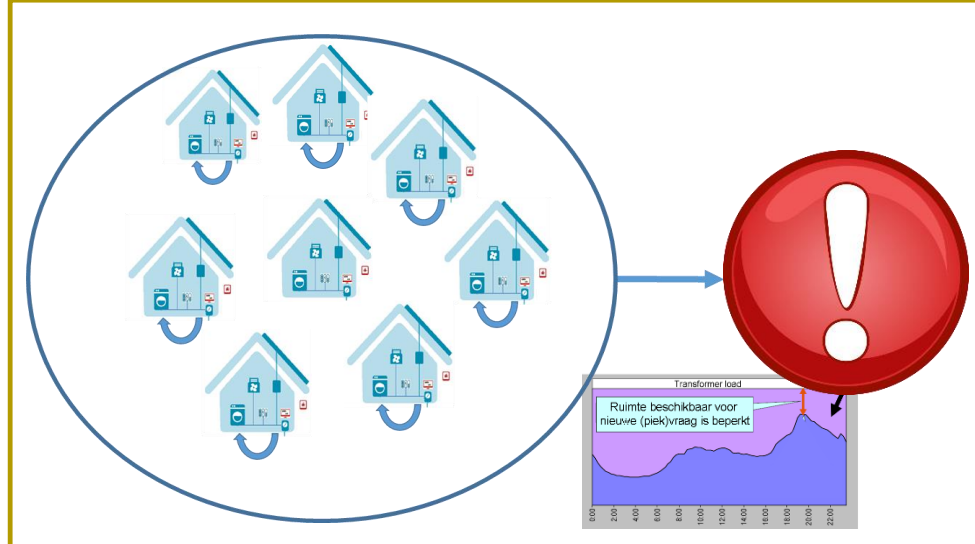 Transformer load
Ruimte beschikbaar voor
nieuwe (piek)vraag is beperkt
0:00 2:00 4:00 6:00 8:00 10:00 12:00 14:00 16:00 18:00 20:00 22:00